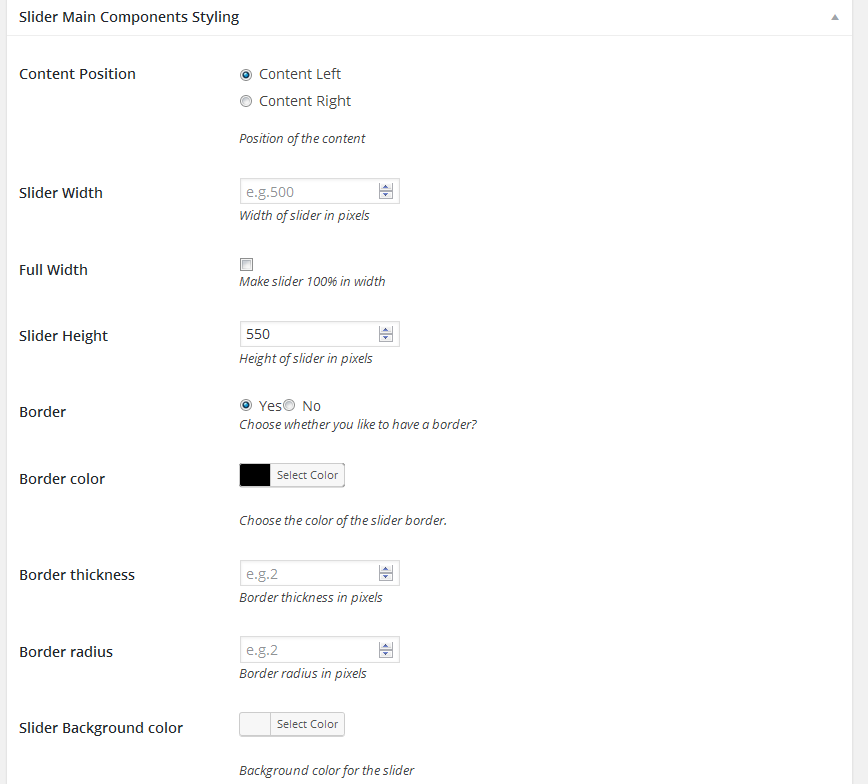 Slider Main Components Styling
Content Position
Content Left
Content Right
Position of the content
Slider Width
e.g.500
Width of slider in pixels
Full Width
Make slider 100% in width
Slider Height
550
Height of slider in pixels
Border
Yes No
Choose whether you like to have a border?
Border color
Select Color
Choose the color of the slider border.
Border thickness
e.g.2
Border thickness in pixels
Border radius
e.g.2
Border radius in pixels
Slider Background color
Select Color
Background color for the slider